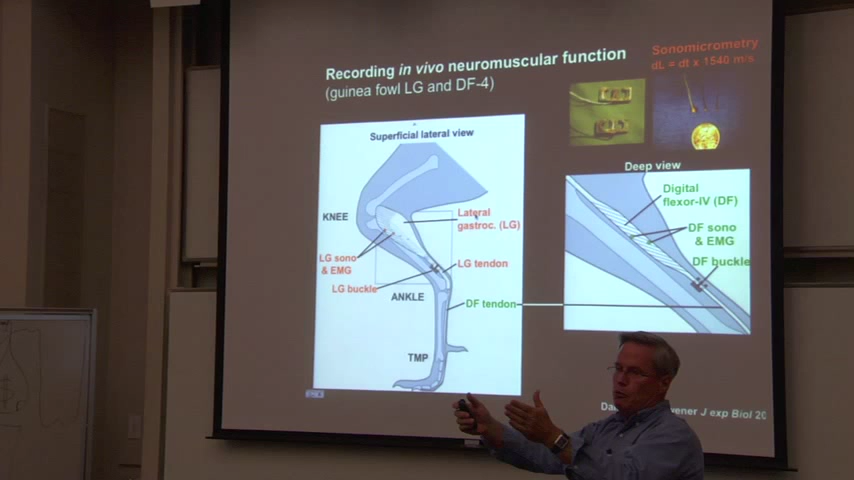 Recording in vivo neuromuscular function
(guinea fowl LG and DF-4)
Sonomicrometry
dL = dt x 1540 m/s
Superficial lateral view
KNEE
Lateral
gastroc. (LG)
LG sono
& EMG
LG tendon
LG buckle
ANKLE
DF tendon
TMP
Deep view
Digital
flexor-IV (DF)
DF sono
& EMG
DF buckle
J exp Biol 20